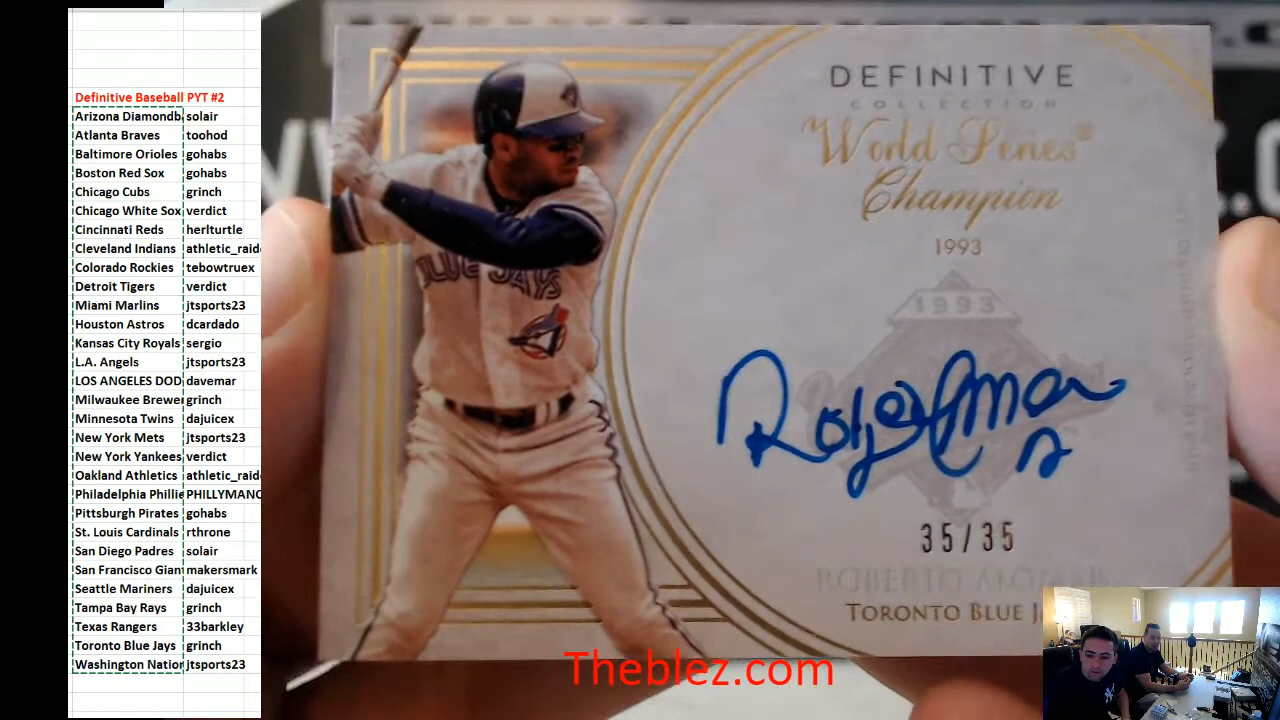 Definitive Baseball PYT #2
Arizona Diamondb solair
Atlanta Braves toohod
Baltimore Orioles gohabs
Boston Red Sox gohabs
Chicago Cubs grinch
Chicago White Sox verdict
Cincinnati Reds herlturtle
Cleveland Indians athletic_raide
Colorado Rockies tebowtruex
Detroit Tigers verdict
Miami Marlins jtsports23
Houston Astros dcardado
Kansas City Royals sergio
L.A. Angels jtsports23
LOS ANGELES DOD davemar
Milwaukee Brewer grinch
Minnesota Twins dajuicex
New York Mets jtsports23
New York Yankees verdict
Oakland Athletics athletic_raide
Philadelphia Phillie PHILLYMANC
Pittsburgh Pirates gohabs
St. Louis Cardinals rthrone
San Diego Padres solair
San Francisco Gian makersmark
Seattle Mariners dajuicex
Tampa Bay Rays grinch
Texas Rangers 33barkley
Toronto Blue Jays grinch
Washington Nation jtsports23
DEFINITIVE
COLLECTION
World Series®
Champion
1993
1993
BLUE JAYS
35/35
ROBERTO ALOMAR
TORONTO BLUE JA
Theblez.com